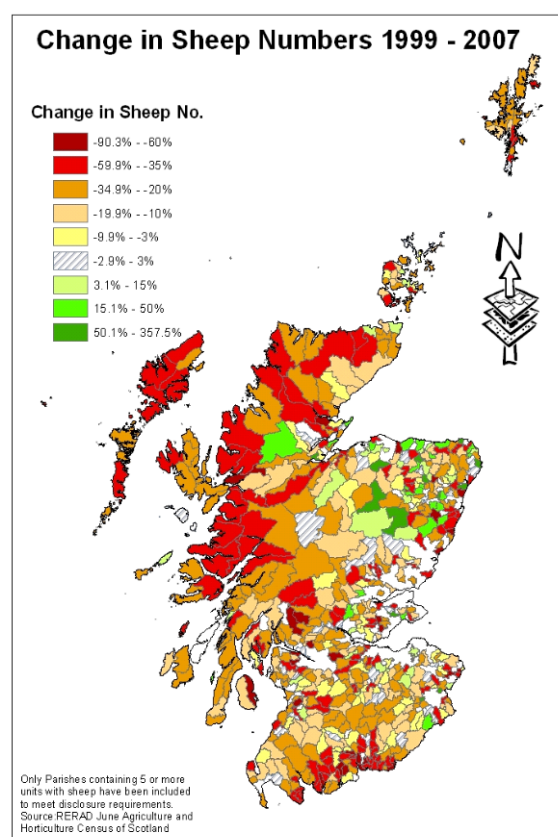 Change in Sheep Numbers 1999 - 2007
Change in Sheep No.
-90.3% - -60%
-59.9% - -35%
-34.9% - -20%
-19.9% - -10%
-9.9% - -3%
-2.9% - 3%
3.1% - 15%
15.1% - 50%
50.1% - 357.5%
N
Only Parishes containing 5 or more
units with sheep have been included
to meet disclosure requirements.
Source:RERAD June Agriculture and
Horticulture Census of Scotland